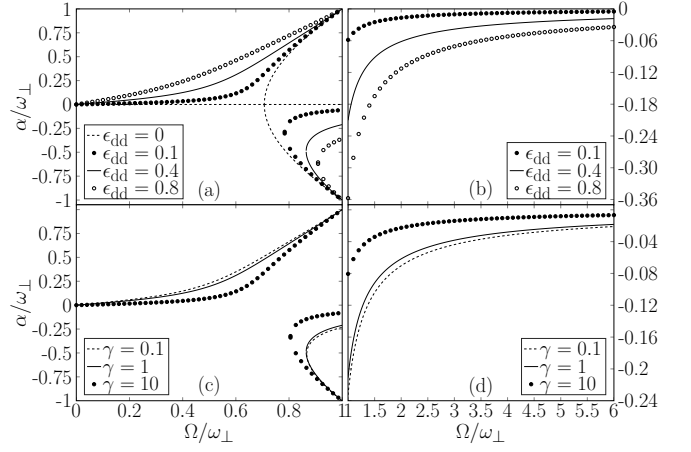 1
0.75
0.5
0.25
0
-0.25
-0.5
-0.75
-1
α/ω⊥
ϵdd = 0
ϵdd = 0.1
ϵdd = 0.4
ϵdd = 0.8
(a)
0
-0.06
-0.12
-0.18
-0.24
-0.30
-0.36
ϵdd = 0.1
ϵdd = 0.4
ϵdd = 0.8
(b)
0.75
0.5
0.25
0
-0.25
-0.5
-0.75
-1
α/ω⊥
γ = 0.1
γ = 1
γ = 10
(c)
0 0.2 0.4 0.6 0.8
Ω/ω⊥
-0.04
-0.08
-0.12
-0.16
-0.2
-0.24
γ = 0.1
γ = 1
γ = 10
(d)
1 1.5 2 2.5 3 3.5 4 4.5 5 5.5 6
Ω/ω⊥